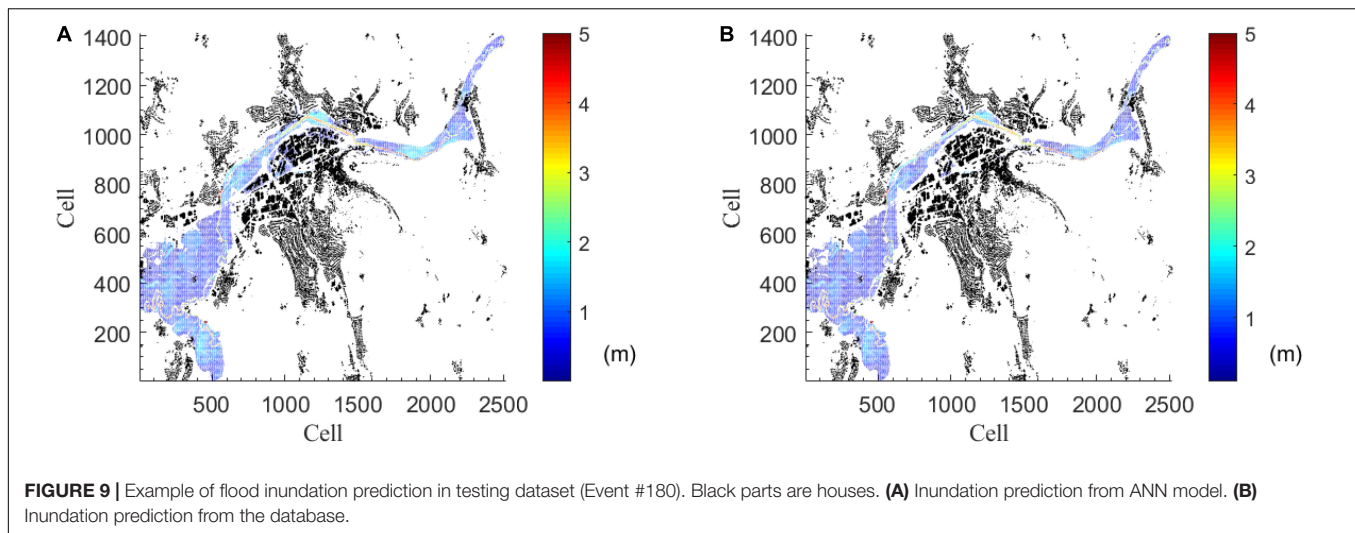 A
1400
1200
1000
800
600
400
200
Cell
500 1000 1500 2000 2500
Cell
5
4
3
2
1
(m)
B
1400
1200
1000
800
600
400
200
Cell
500 1000 1500 2000 2500
Cell
5
4
3
2
1
(m)
FIGURE 9 | Example of flood inundation prediction in testing dataset (Event #180). Black parts are houses. (A) Inundation prediction from ANN model. (B)
Inundation prediction from the database.